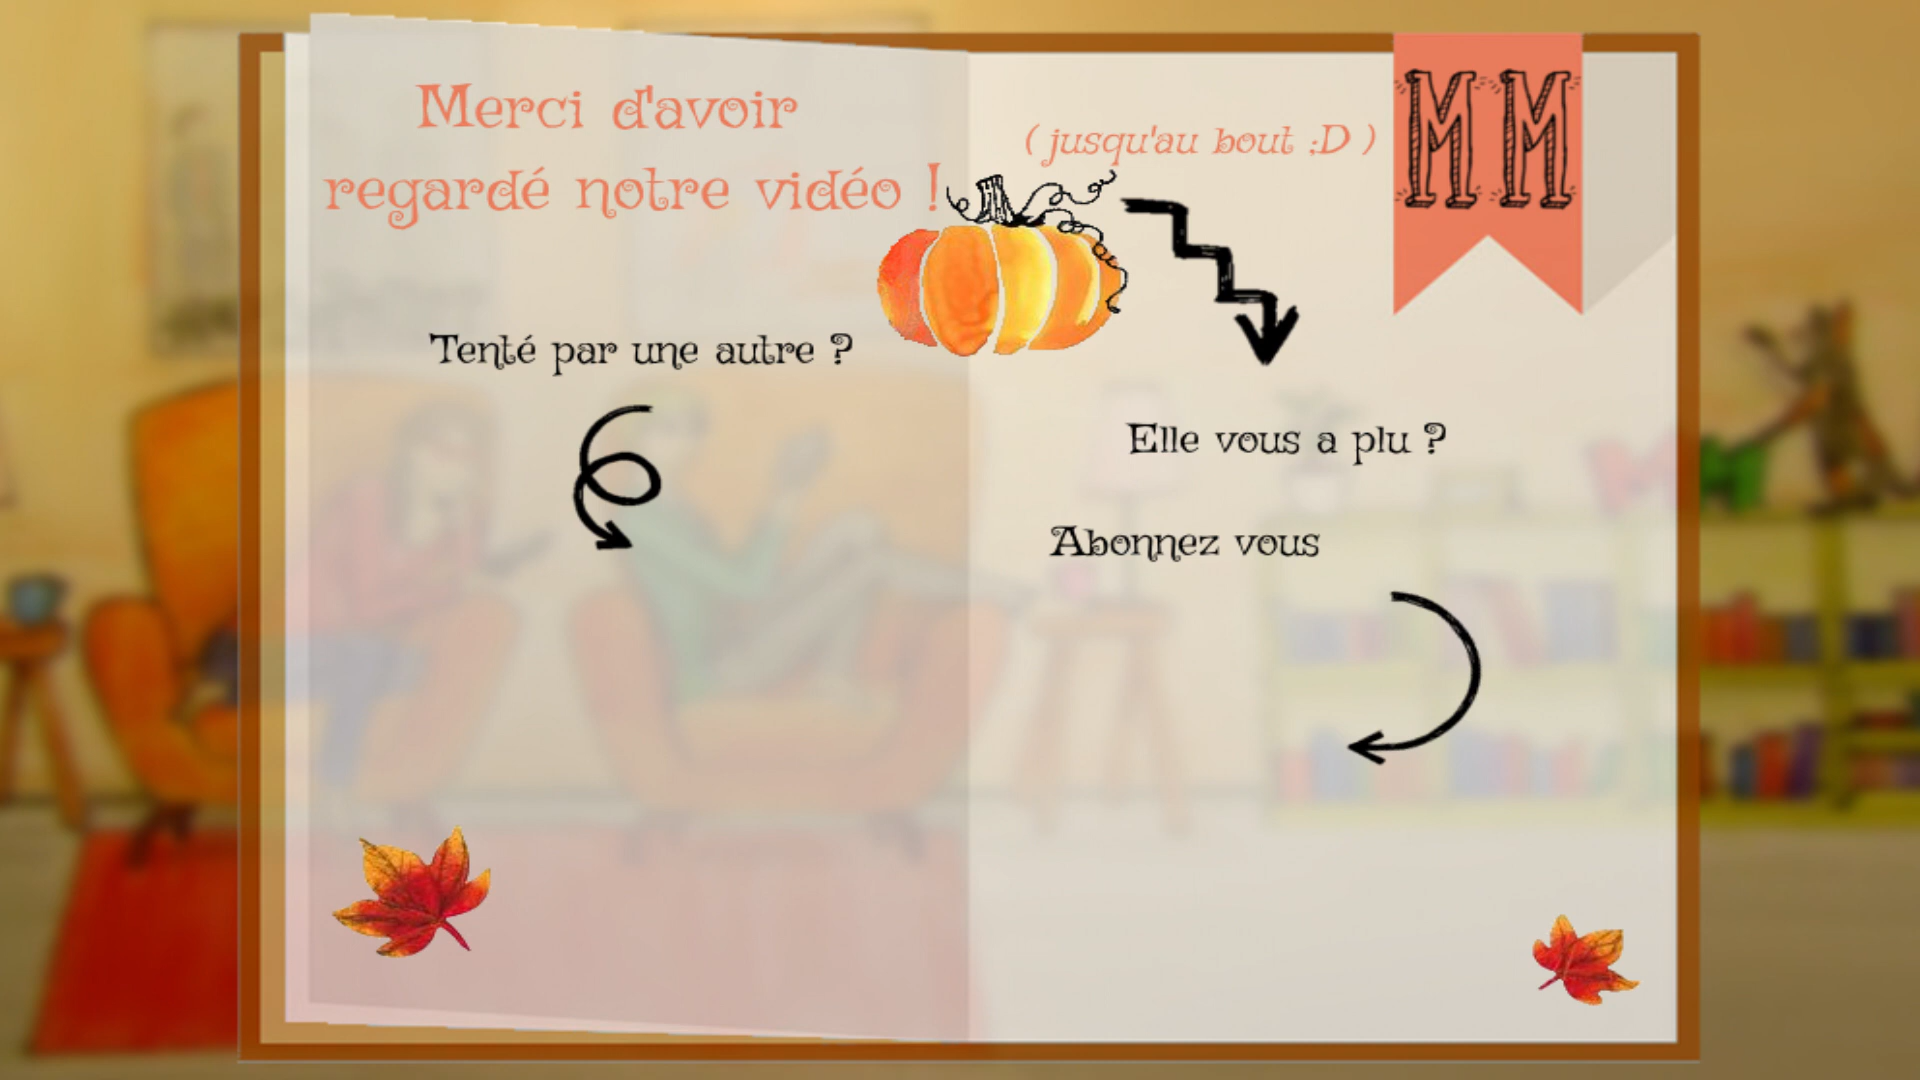 Merci d'avoir
regardé notre vidéo !
( jusqu'au bout ;D )
MM
Tenté par une autre ?
Elle vous a plu ?
Abonnez vous